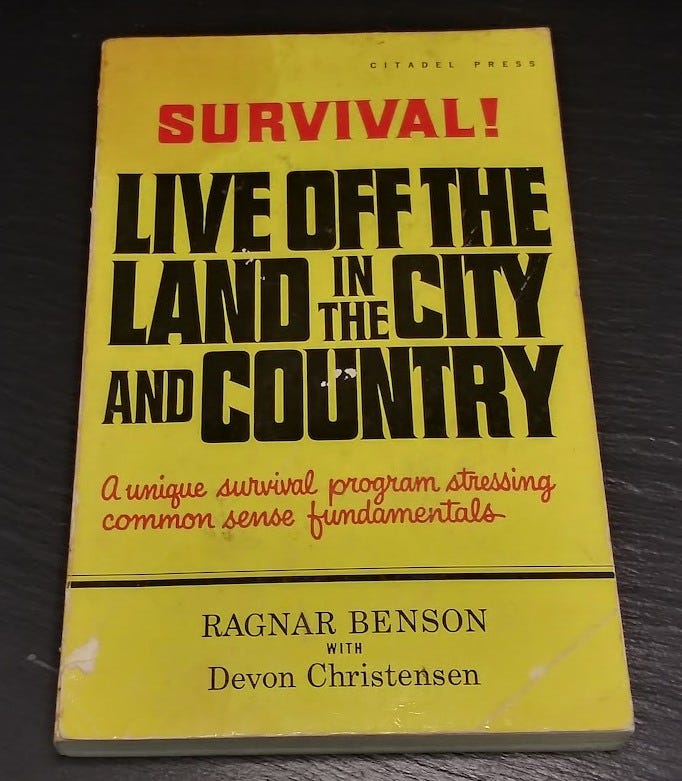 CITADEL PRESS
SURVIVAL!
LIVE OFF THE
LAND IN THE CITY
AND COUNTRY
A unique survival program stressing
common sense fundamentals
RAGNAR BENSON
WITH
Devon Christensen